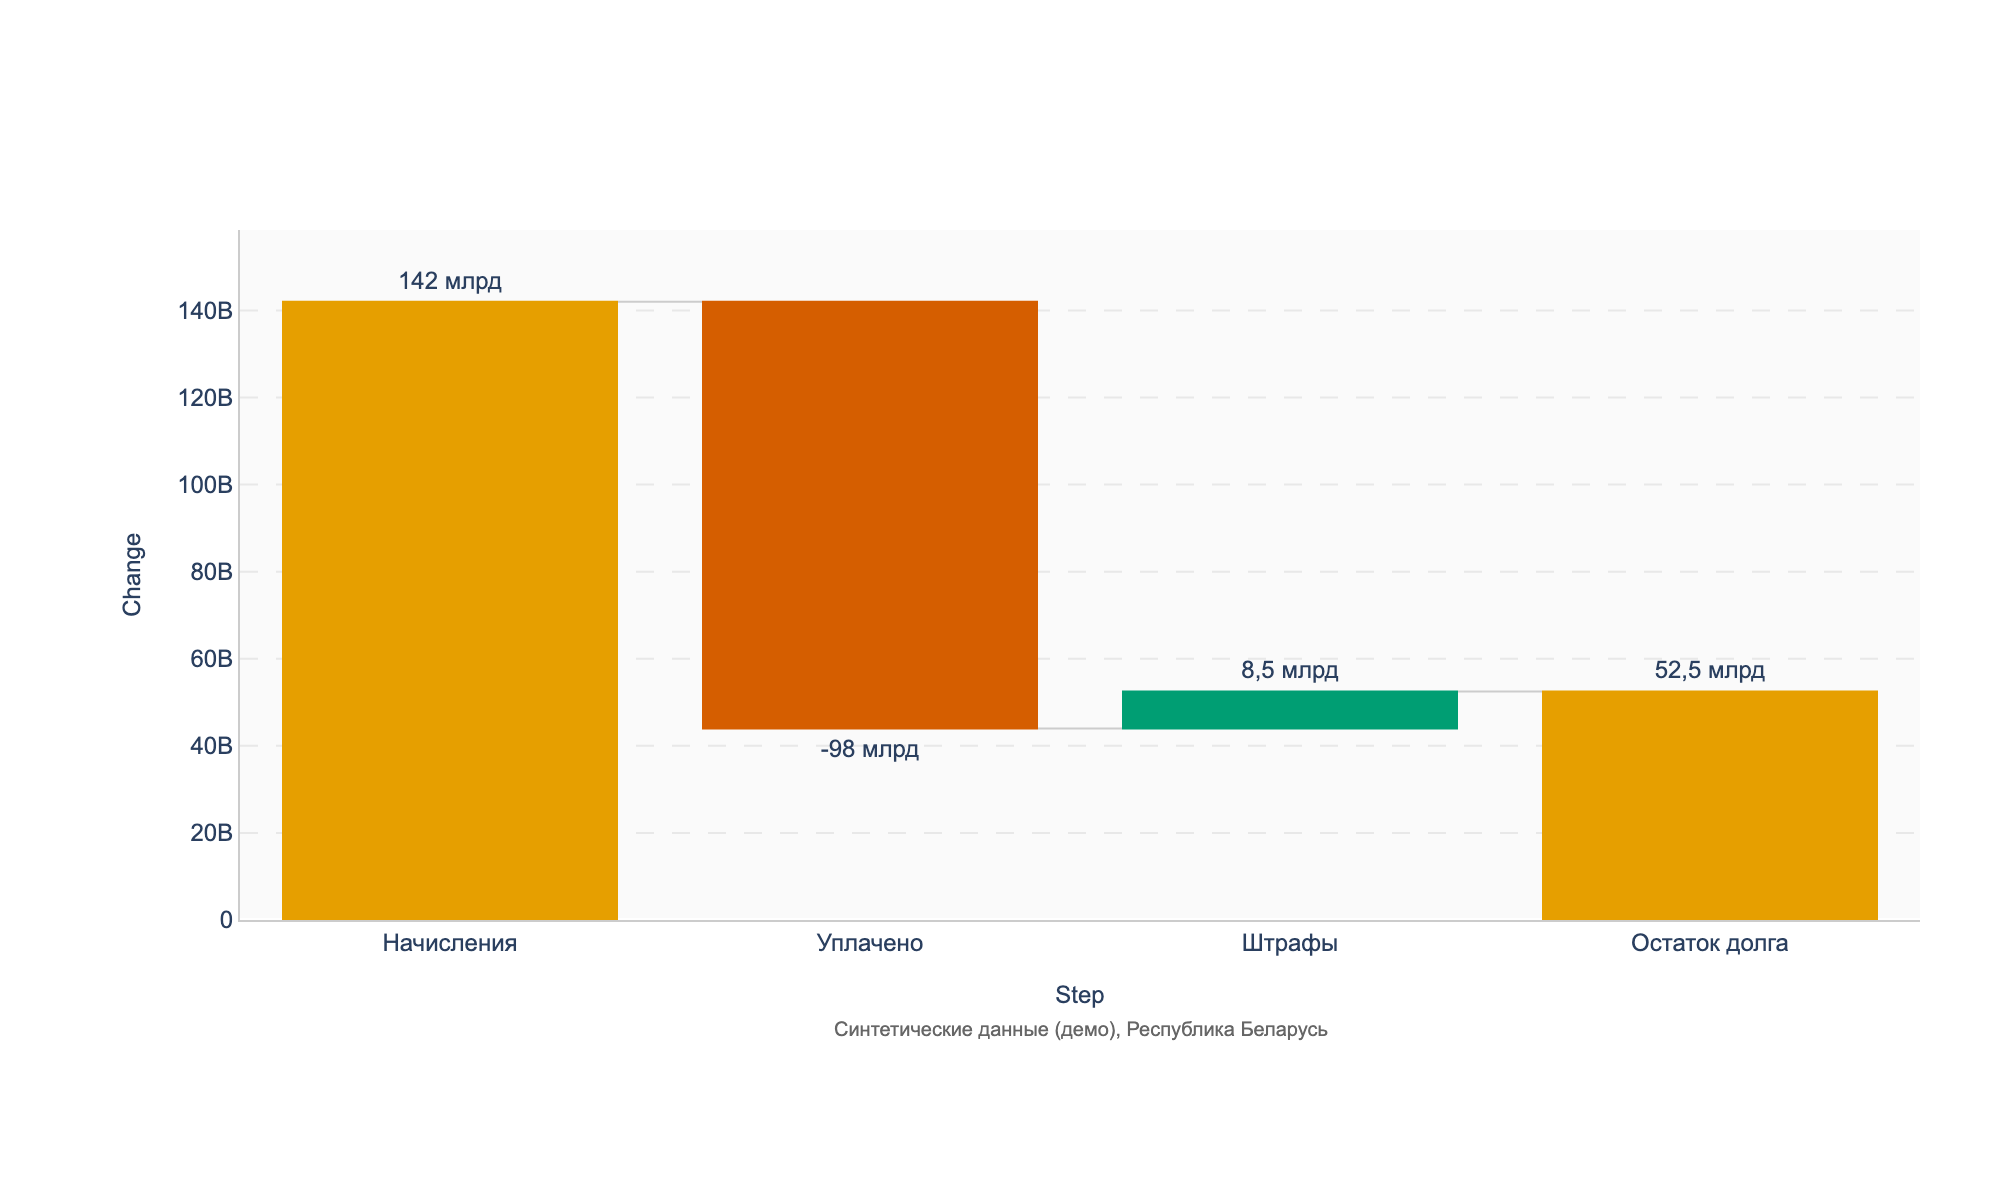 142 млрд
140B
120B
100B
80B
60B
40B
20B
0
Change
-98 млрд
8,5 млрд
52,5 млрд
Начисления
Уплачено
Штрафы
Остаток долга
Step
Синтетические данные (демо), Республика Беларусь